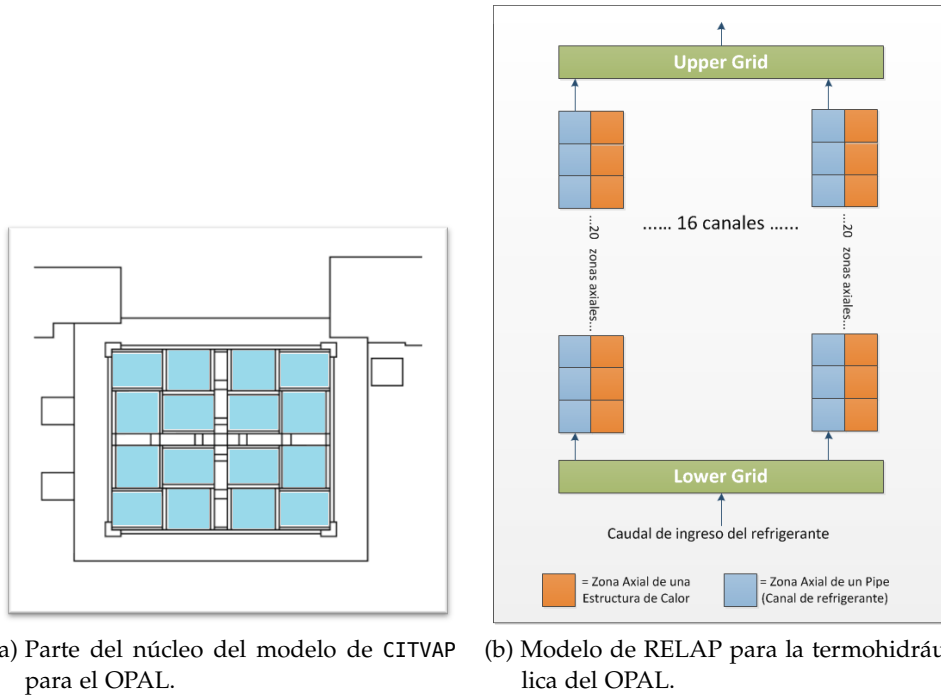 Upper Grid
...20 zonas axiales...
...... 16 canales ......
...20 zonas axiales...
Lower Grid
Caudal de ingreso del refrigerante
= Zona Axial de una
Estructura de Calor
= Zona Axial de un Pipe
(Canal de refrigerante)
a) Parte del núcleo del modelo de CITVAP
para el OPAL.
(b) Modelo de RELAP para la termohidráu
lica del OPAL.